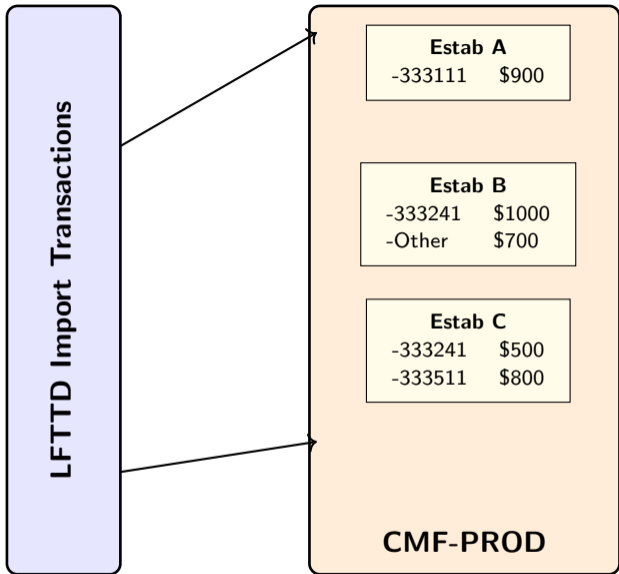 LFTTD Import Transactions
Estab A
-333111 $900
Estab B
-333241 $1000
-Other $700
Estab C
-333241 $500
-333511 $800
CMF-PROD